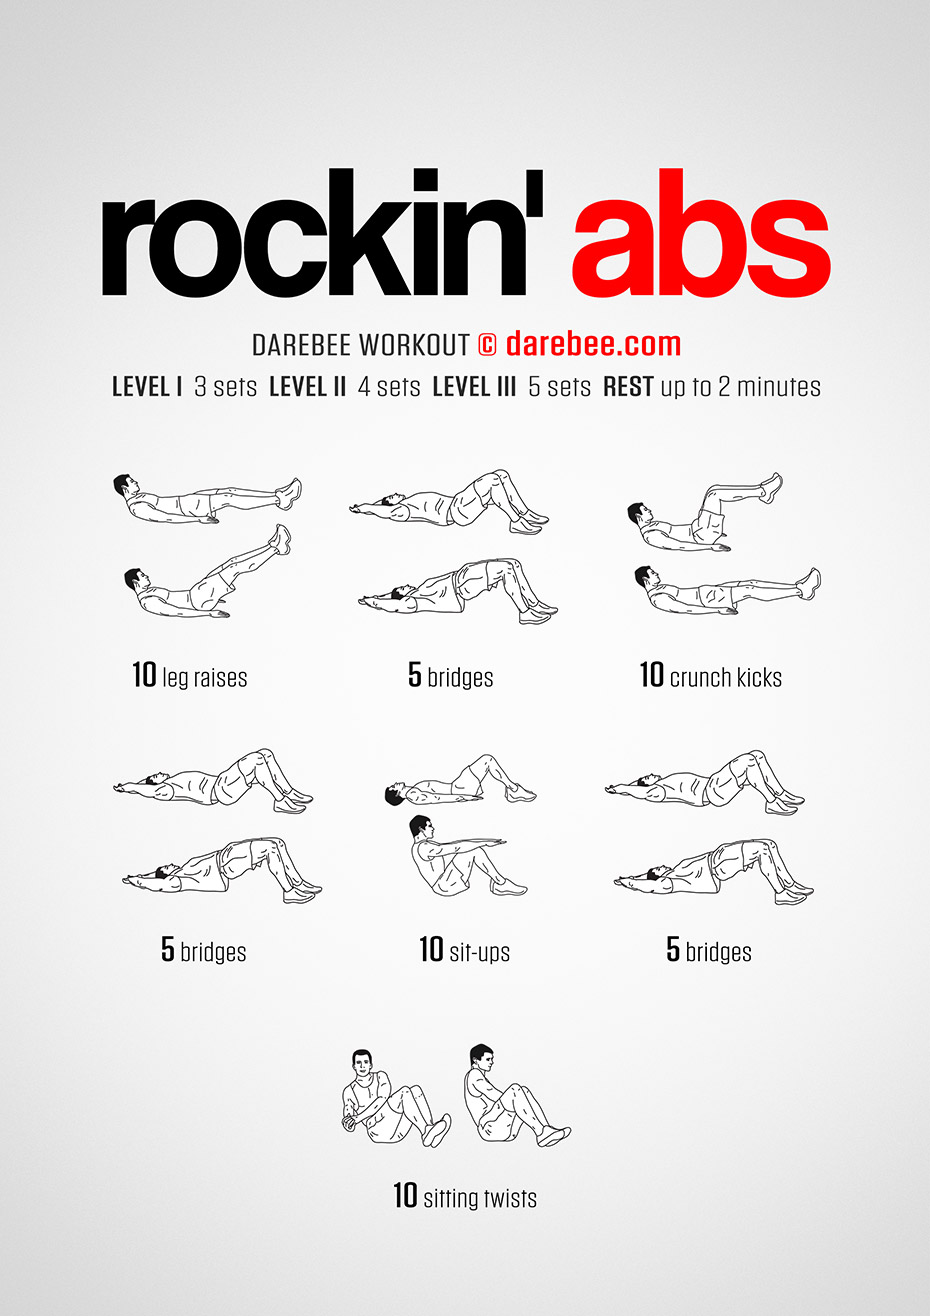 rockin' abs
DAREBEE WORKOUT © darebee.com
LEVEL I 3 sets LEVEL II 4 sets LEVEL III 5 sets REST up to 2 minutes
10 leg raises
5 bridges
10 crunch kicks
5 bridges
10 sit-ups
5 bridges
10 sitting twists